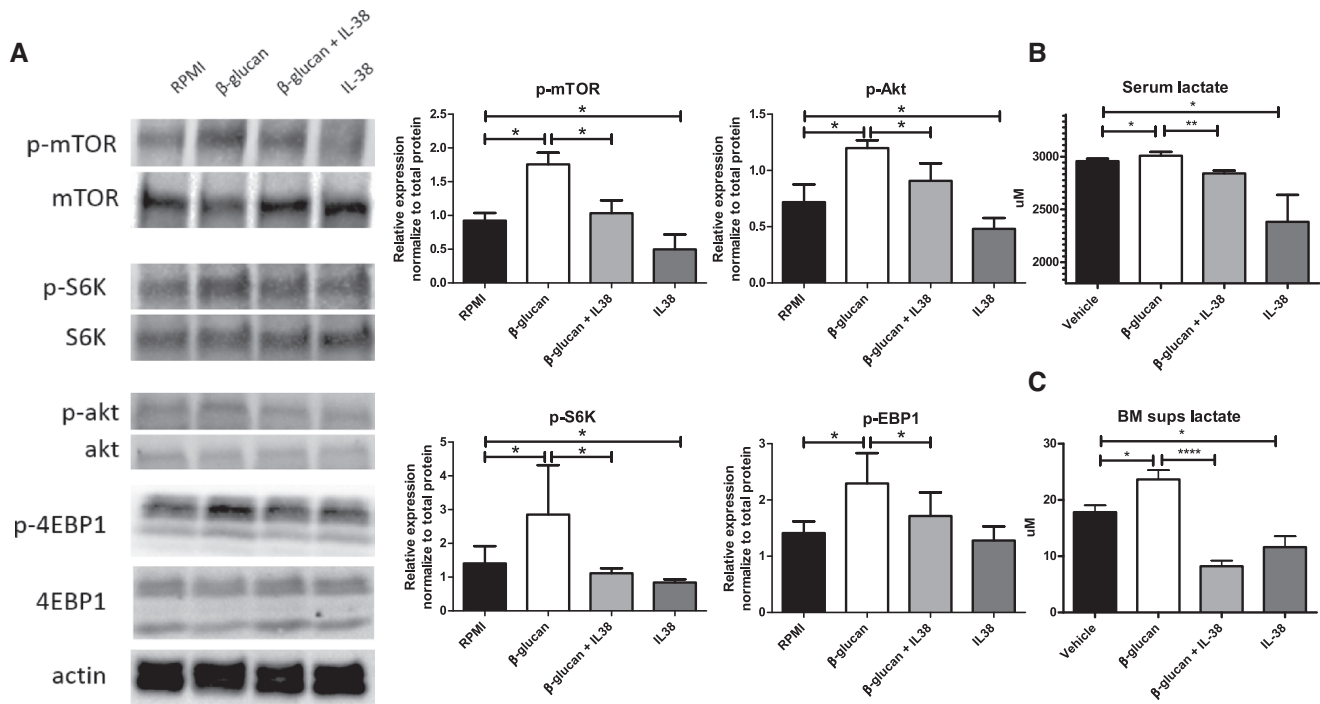 A
RPMI
β-glucan
β-glucan + IL-38
IL-38
p-mTOR
mTOR
p-S6K
S6K
p-akt
akt
p-4EBP1
4EBP1
actin
p-mTOR
Relative expression
normalize to total protein
2.5
2.0
1.5
1.0
0.5
0.0
*
*
*
RPMI
β-glucan
β-glucan + IL38
IL38
p-Akt
Relative expression
normalize to total protein
1.5
1.0
0.5
0.0
*
*
*
RPMI
β-glucan
β-glucan + IL38
IL38
p-S6K
Relative expression
normalize to total protein
5
4
3
2
1
0
*
*
*
RPMI
β-glucan
β-glucan + IL38
IL38
p-EBP1
Relative expression
normalize to total protein
3
2
1
0
*
*
RPMI
β-glucan
β-glucan + IL38
IL38
B
Serum lactate
uM
3000
2500
2000
*
*
**
Vehicle
β-glucan
β-glucan + IL-38
IL-38
C
BM sups lactate
uM
30
20
10
0
*
*
****
Vehicle
β-glucan
β-glucan + IL-38
IL-38